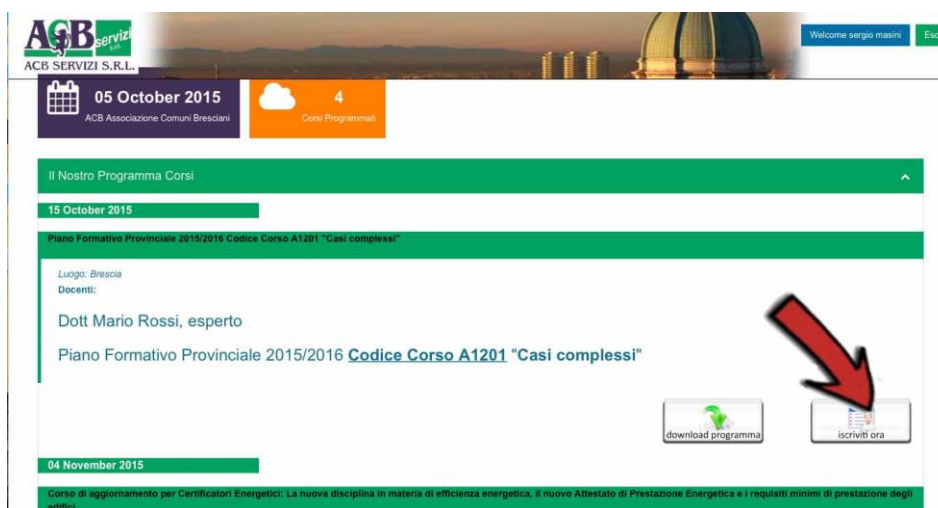 ACB servizi s.r.l.
ACB SERVIZI S.R.L.
Welcome sergio masini
05 October 2015
ACB Associazione Comuni Bresciani
4
Corsi Programmati
Il Nostro Programma Corsi
15 October 2015
Piano Formativo Provinciale 2015/2016 Codice Corso A1201 "Casi complessi"
Luogo: Brescia
Docenti:
Dott Mario Rossi, esperto
Piano Formativo Provinciale 2015/2016 Codice Corso A1201 "Casi complessi"
download programma
iscriviti ora
04 November 2015
Corso di aggiornamento per Certificatori Energetici: La nuova disciplina in materia di efficienza energetica, il nuovo Attestato di Prestazione Energetica e i requisiti minimi di prestazione degli
edifici